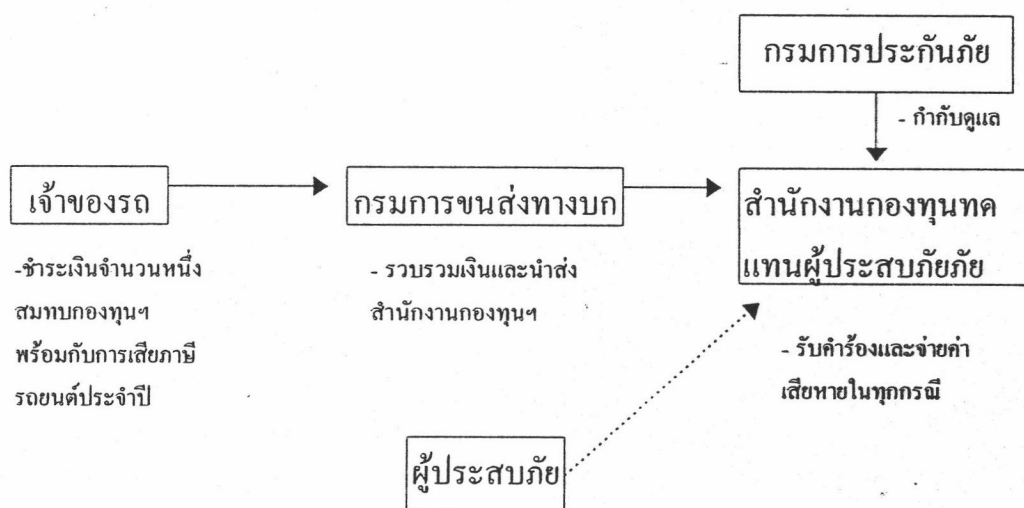 กรมการประกันภัย
- กำกับดูแล
เจ้าของรถ
กรมการขนส่งทางบก
สำนักงานกองทุนทด
แทนผู้ประสบภัยภัย
-ชำระเงินจำนวนหนึ่ง
สมทบกองทุนฯ
พร้อมกับการเสียภาษี
รถยนต์ประจำปี
- รวบรวมเงินและนำส่ง
สำนักงานกองทุนฯ
- รับคำร้องและจ่ายค่า
เสียหายในทุกกรณี
ผู้ประสบภัย